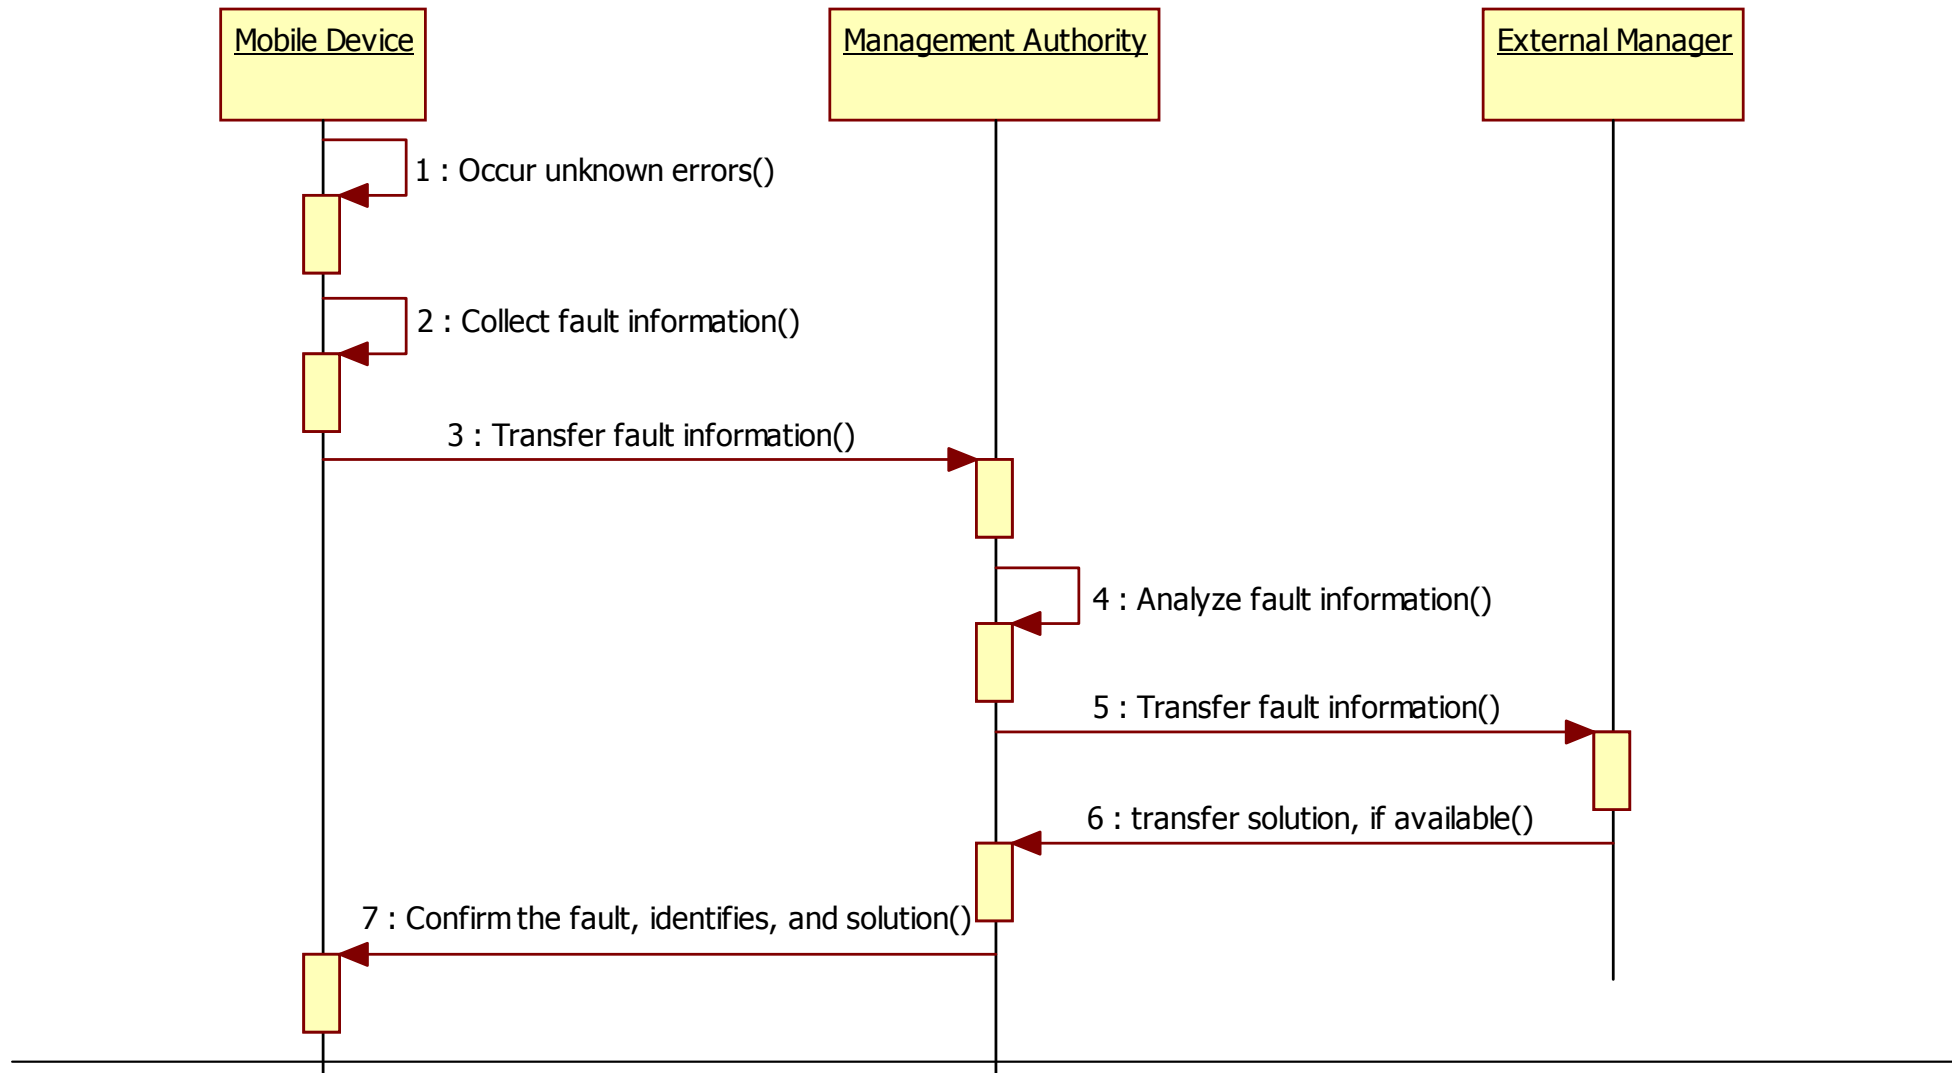 Mobile Device
Management Authority
External Manager
1 : Occur unknown errors()
2 : Collect fault information()
3 : Transfer fault information()
4 : Analyze fault information()
5 : Transfer fault information()
6 : transfer solution, if available()
7 : Confirm the fault, identifies, and solution()